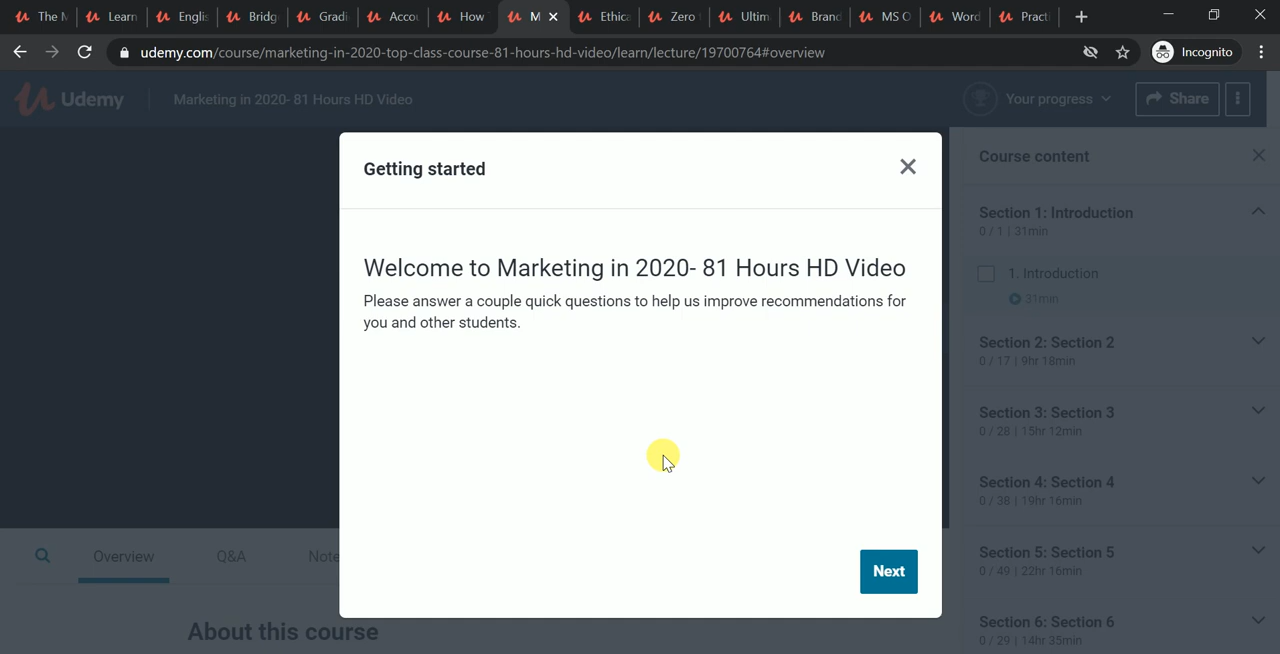 The M Learn Englis Bridg Gradi Accou How M Ethica Zero Ultim Brand MS O Word Practi
udemy.com/course/marketing-in-2020-top-class-course-81-hours-hd-video/learn/lecture/19700764#overview Incognito
Udemy Marketing in 2020- 81 Hours HD Video Your progress Share
Getting started
Welcome to Marketing in 2020- 81 Hours HD Video
Please answer a couple quick questions to help us improve recommendations for
you and other students.
Next
Course content
Section 1: Introduction
0 / 1 | 31min
1. Introduction
31min
Section 2: Section 2
0 / 17 | 9hr 18min
Section 3: Section 3
0 / 28 | 15hr 12min
Section 4: Section 4
0 / 38 | 19hr 16min
Section 5: Section 5
0 / 49 | 22hr 16min
Section 6: Section 6
0 / 29 | 14hr 35min
Overview Q&A Note
About this course